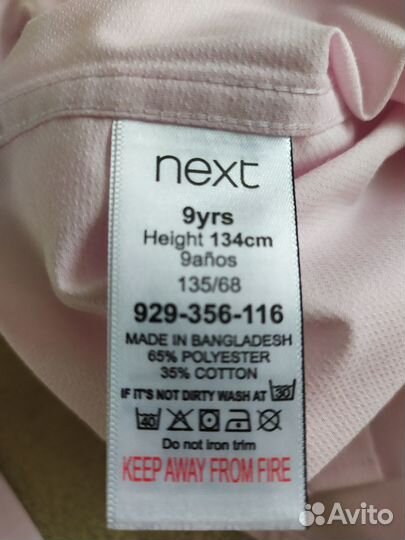 next
9yrs
Height 134cm
9años
135/68
929-356-116
MADE IN BANGLADESH
65% POLYESTER
35% COTTON
IF IT'S NOT DIRTY WASH AT 30
40
Do not iron trim
KEEP AWAY FROM FIRE
Avito